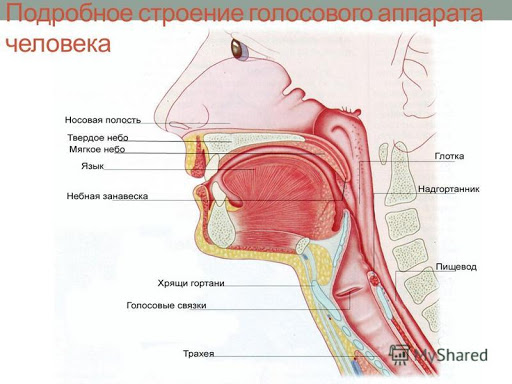 Подробное строение голосового аппарата
человека
Носовая полость
Твердое небо
Мягкое небо
Язык
Небная занавеска
Глотка
Надгортанник
Пищевод
Хрящи гортани
Голосовые связки
Трахея
MyShared